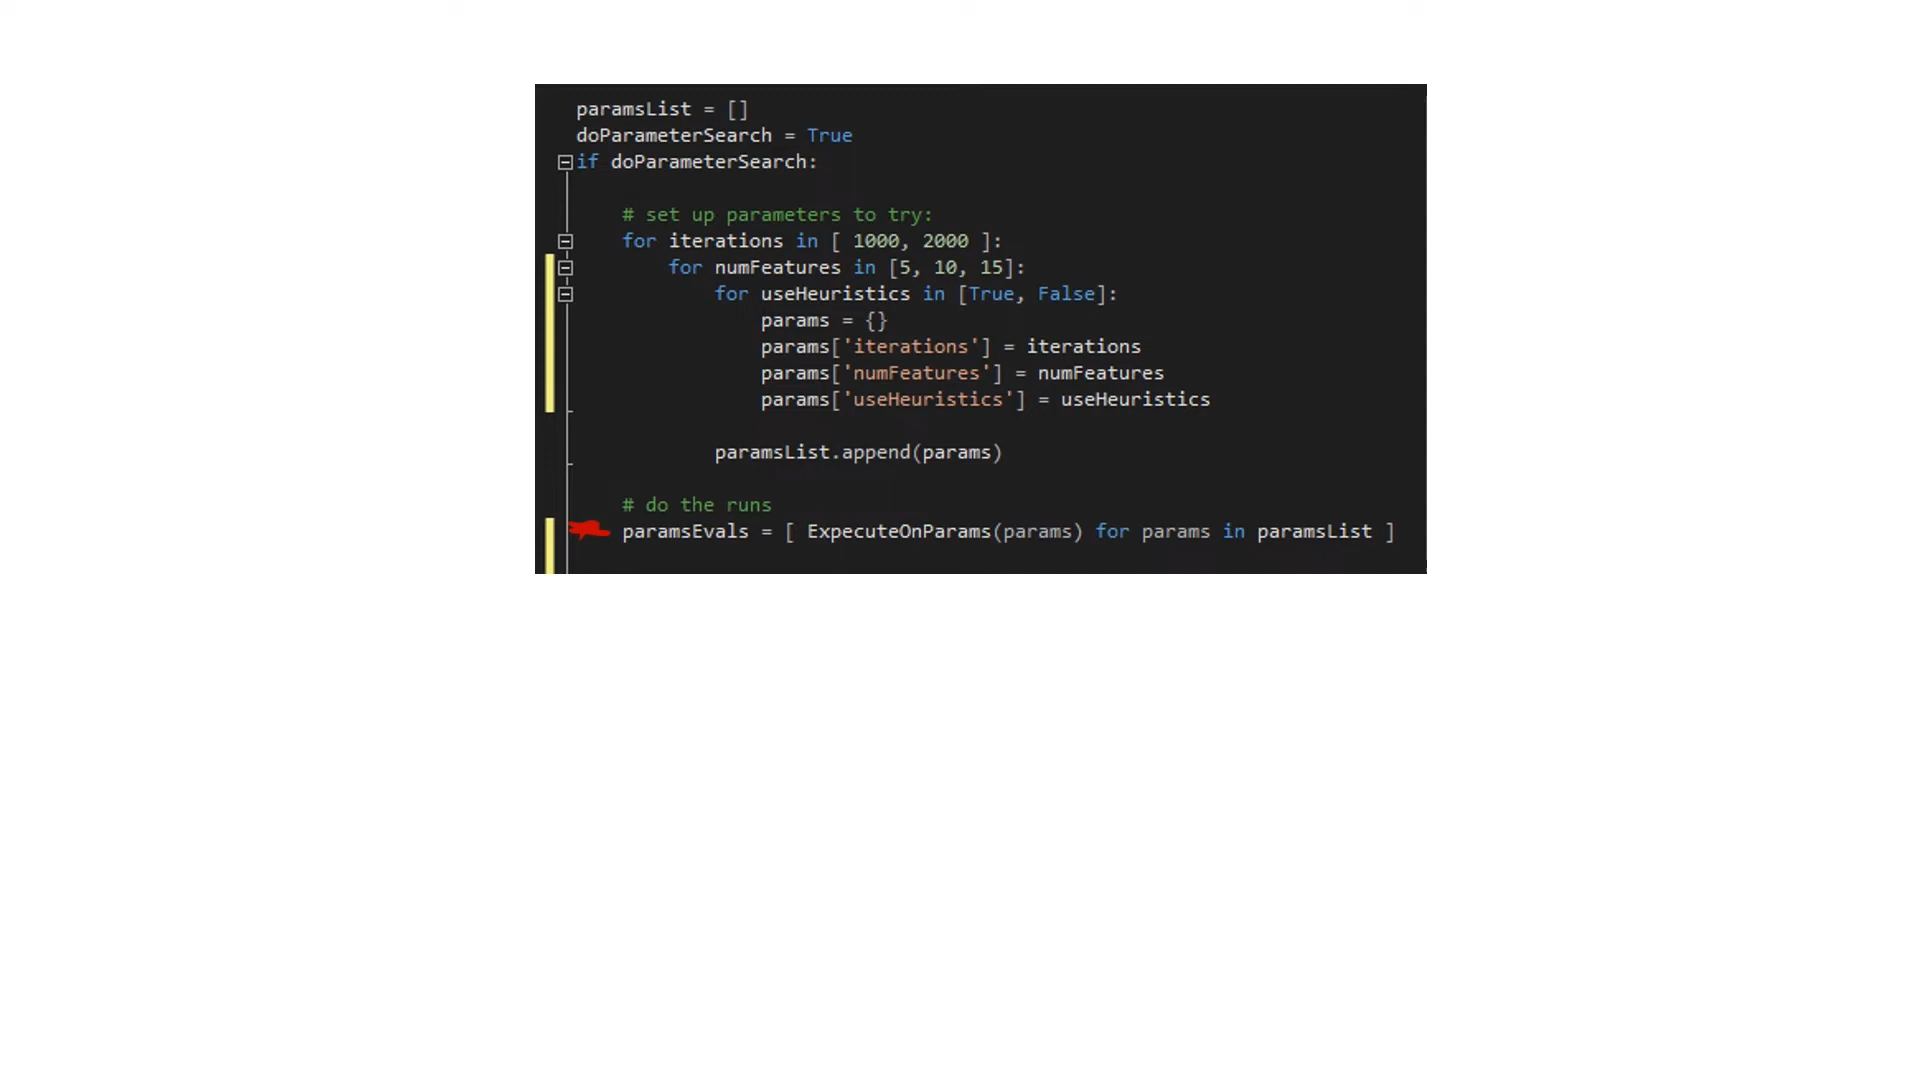 paramsList = []
doParameterSearch = True
if doParameterSearch:
# set up parameters to try:
for iterations in [ 1000, 2000 ]:
for numFeatures in [5, 10, 15]:
for useHeuristics in [True, False]:
params = {}
params['iterations'] = iterations
params['numFeatures'] = numFeatures
params['useHeuristics'] = useHeuristics
paramsList.append(params)
# do the runs
paramsEvals = [ ExpecuteOnParams(params) for params in paramsList ]